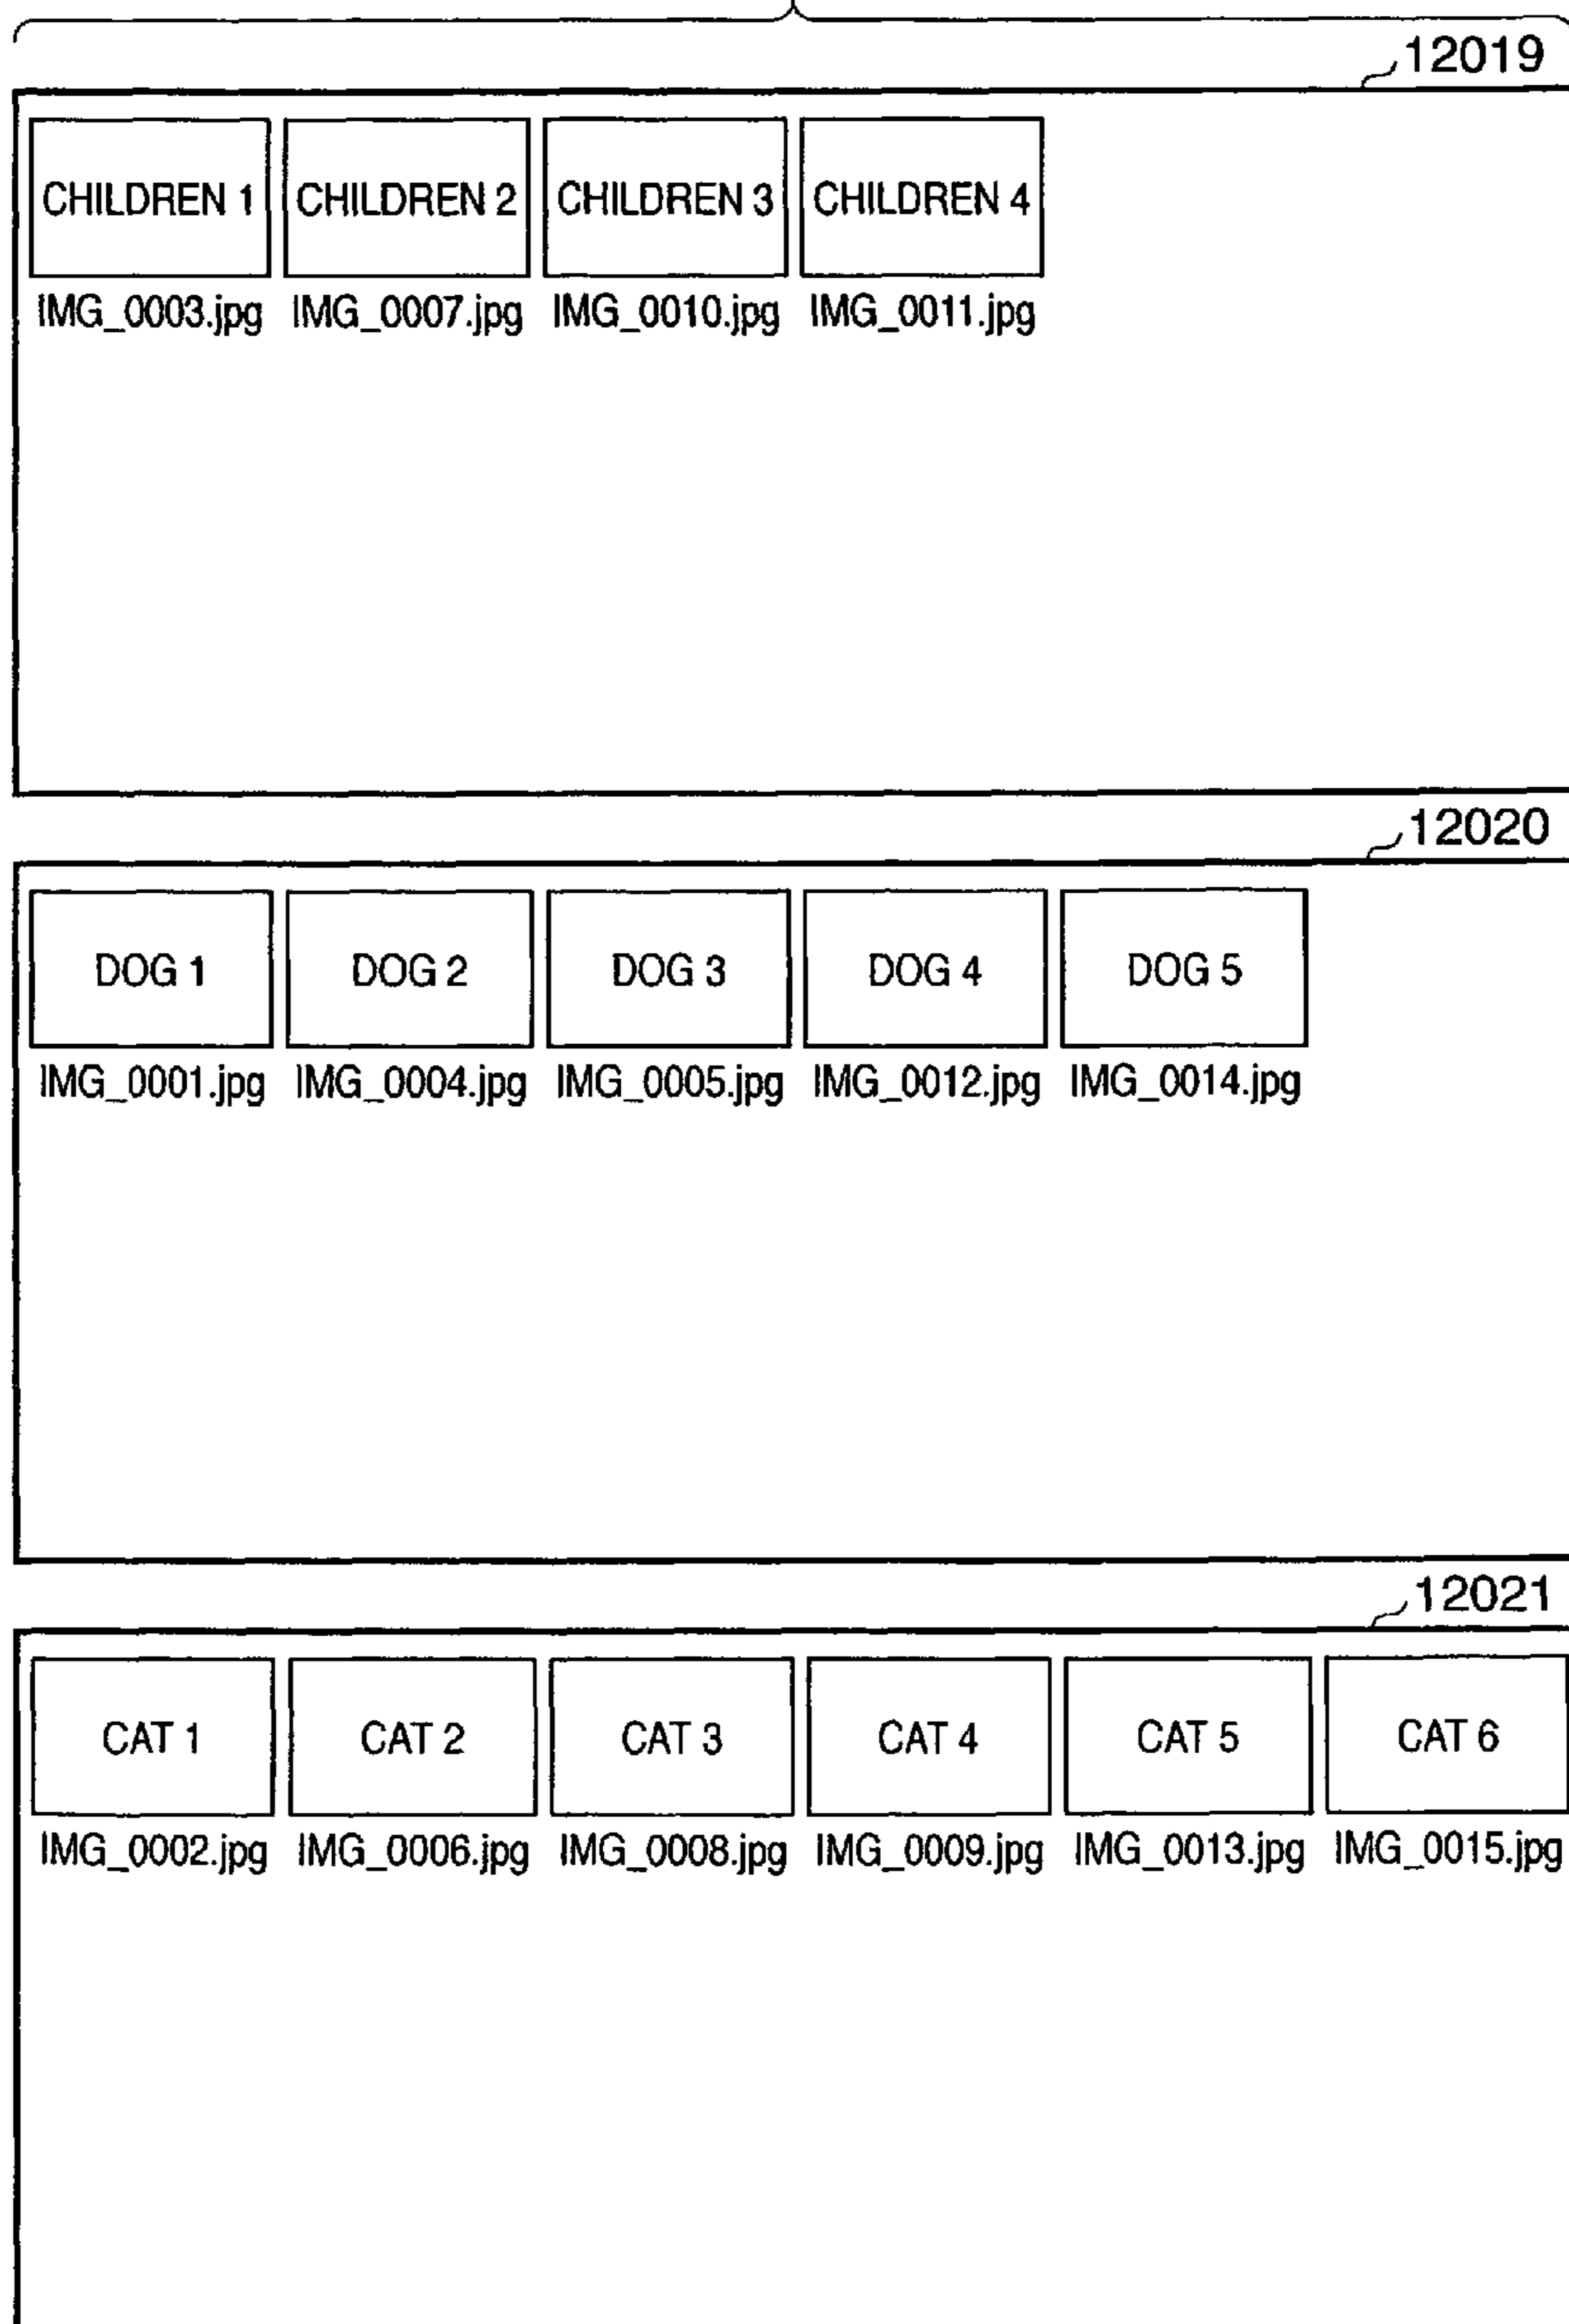 12019
CHILDREN 1 CHILDREN 2 CHILDREN 3 CHILDREN 4
IMG_0003.jpg IMG_0007.jpg IMG_0010.jpg IMG_0011.jpg
12020
DOG 1 DOG 2 DOG 3 DOG 4 DOG 5
IMG_0001.jpg IMG_0004.jpg IMG_0005.jpg IMG_0012.jpg IMG_0014.jpg
12021
CAT 1 CAT 2 CAT 3 CAT 4 CAT 5 CAT 6
IMG_0002.jpg IMG_0006.jpg IMG_0008.jpg IMG_0009.jpg IMG_0013.jpg IMG_0015.jpg